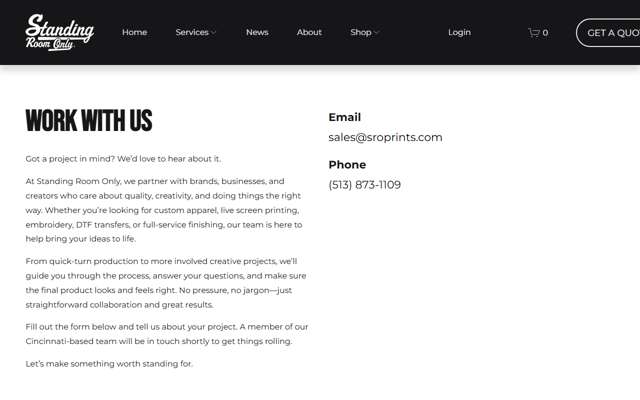 Standing
Room Only.
Home
Services
News
About
Shop
Login
0
GET A QUO
WORK WITH US
Got a project in mind? We'd love to hear about it.
At Standing Room Only, we partner with brands, businesses, and
creators who care about quality, creativity, and doing things the right
way. Whether you're looking for custom apparel, live screen printing,
embroidery, DTF transfers, or full-service finishing, our team is here to
help bring your ideas to life.
From quick-turn production to more involved creative projects, we'll
guide you through the process, answer your questions, and make sure
the final product looks and feels right. No pressure, no jargon—just
straightforward collaboration and great results.
Fill out the form below and tell us about your project. A member of our
Cincinnati-based team will be in touch shortly to get things rolling.
Let's make something worth standing for.
Email
sales@sroprints.com
Phone
(513) 873-1109